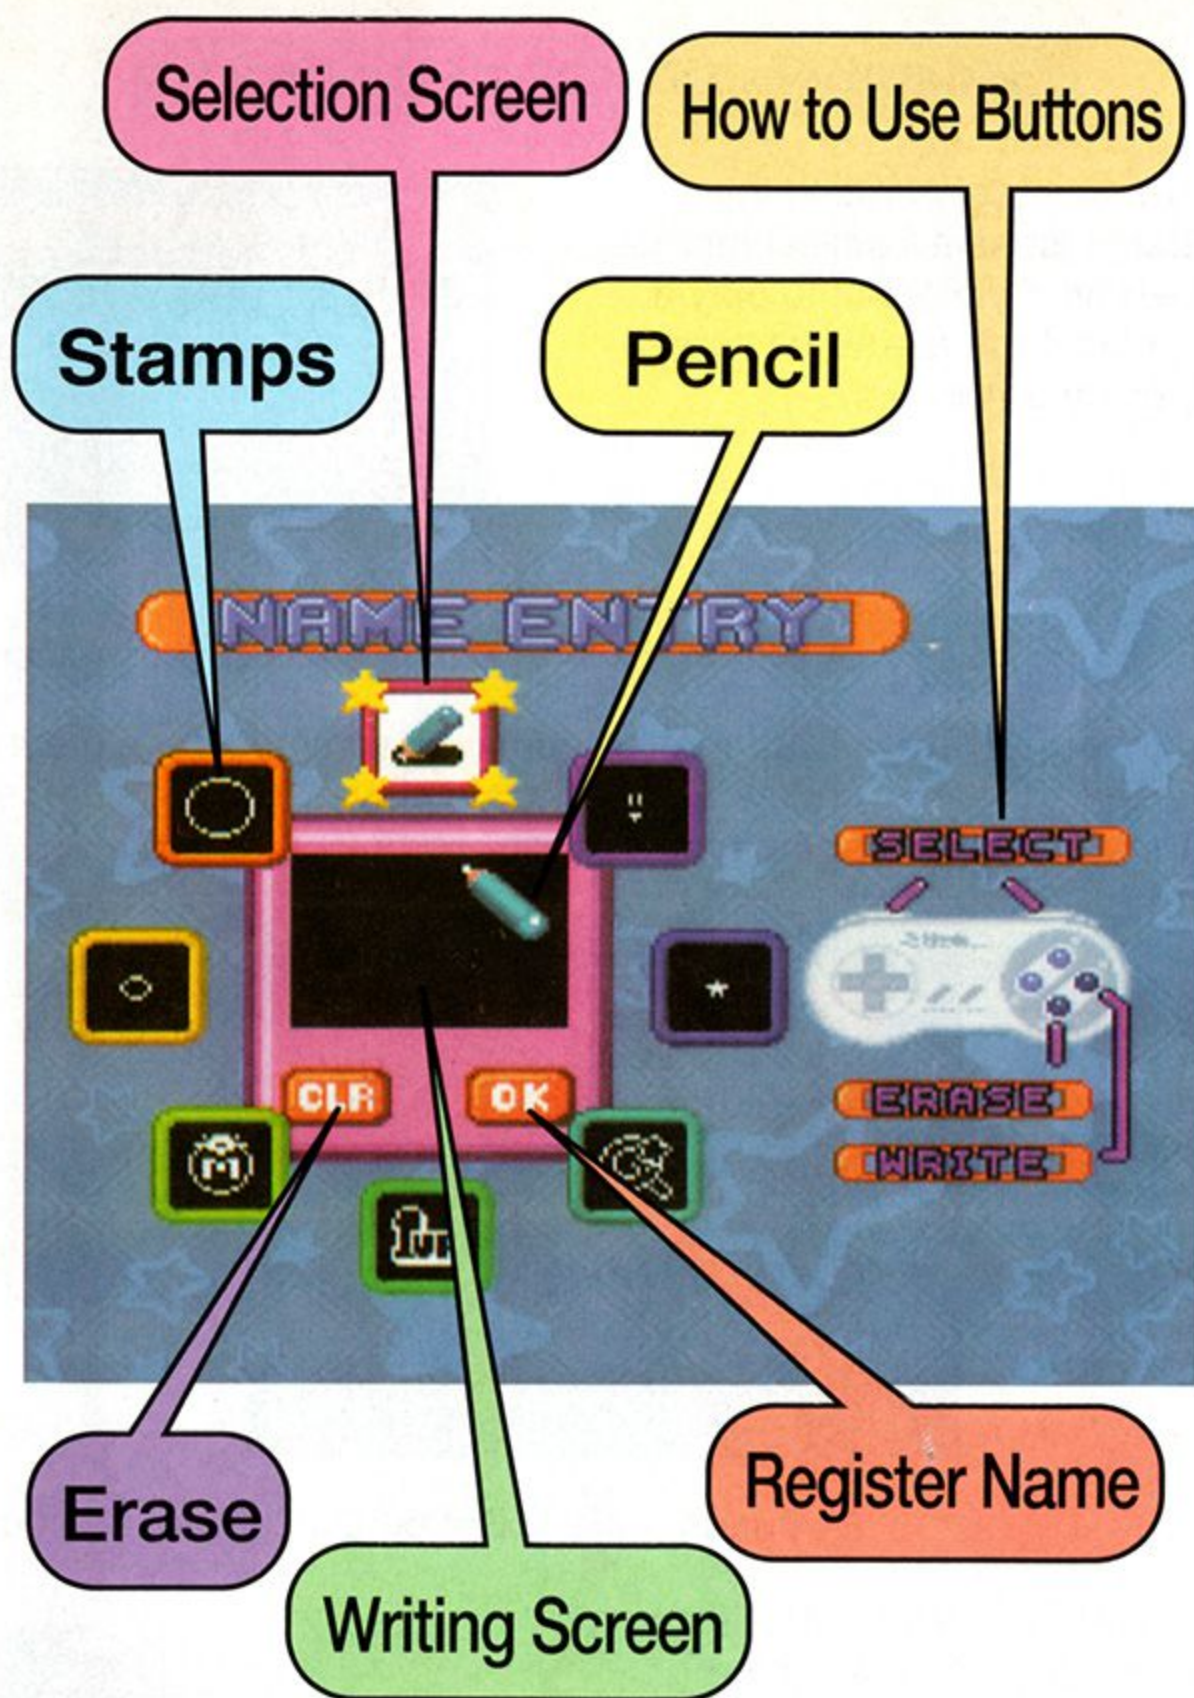 Selection Screen
How to Use Buttons
Stamps
Pencil
NAME ENTRY
SELECT
CLR
OK
ERASE
WRITE
M
1UP
Erase
Register Name
Writing Screen